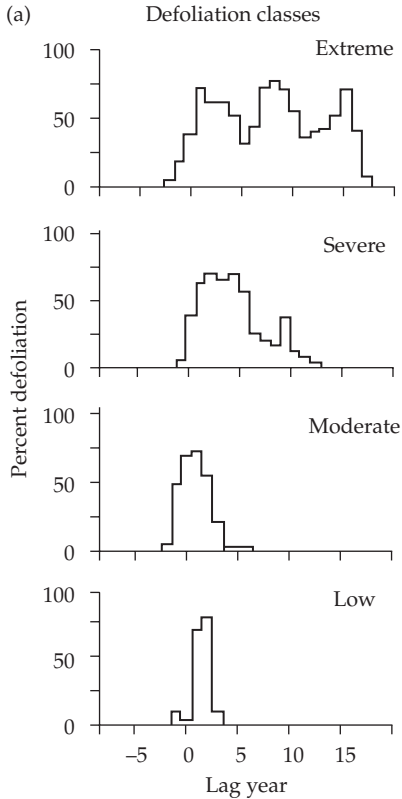 (a)
Defoliation classes
Extreme
100
50
0
Severe
100
50
0
Moderate
100
50
0
Low
100
50
0
Percent defoliation
−5 0 5 10 15
Lag year